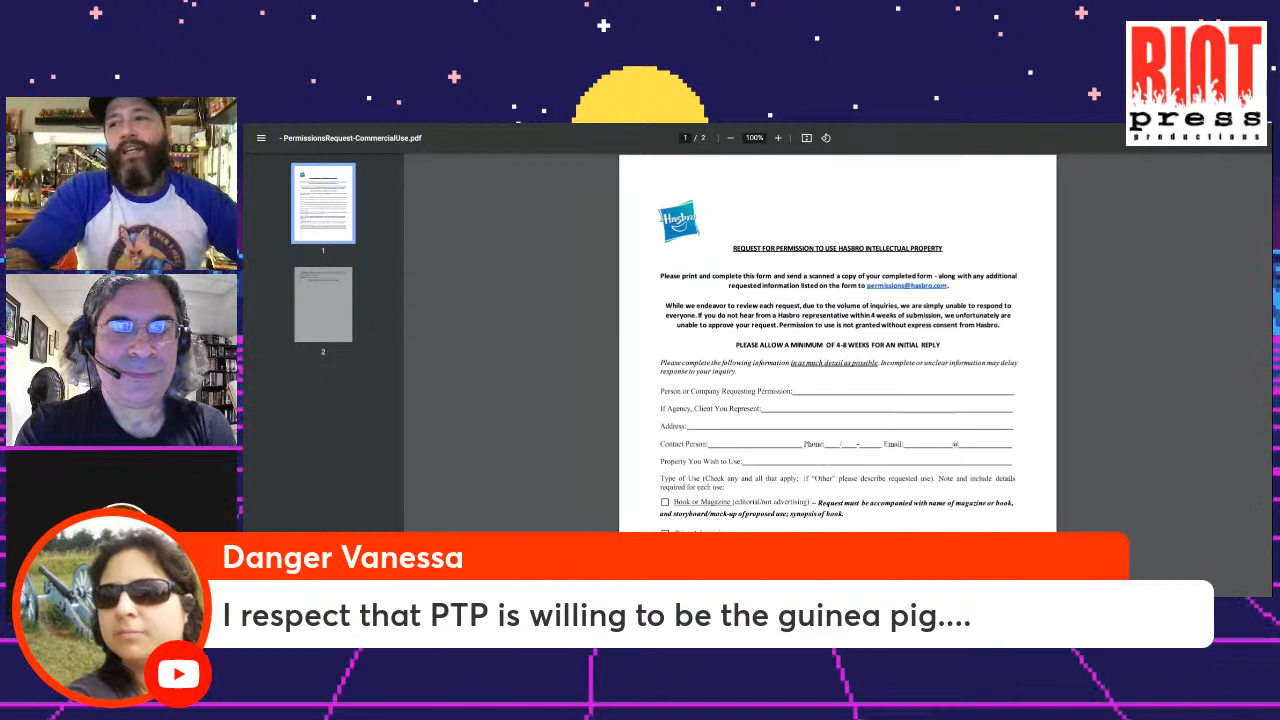 RIOT
press
productions
- PermissionsRequest-CommercialUse.pdf
1 / 2
100%
1
2
Hasbro
REQUEST FOR PERMISSION TO USE HASBRO INTELLECTUAL PROPERTY
Please print and complete this form and send a scanned a copy of your completed form - along with any additional
requested information listed on the form to permissions@hasbro.com.
While we endeavor to review each request, due to the volume of inquiries, we are simply unable to respond to
everyone. If you do not hear from a Hasbro representative within 4 weeks of submission, we unfortunately are
unable to approve your request. Permission to use is not granted without express consent from Hasbro.
PLEASE ALLOW A MINIMUM OF 4-8 WEEKS FOR AN INITIAL REPLY
Please complete the following information in as much detail as possible. Incomplete or unclear information may delay
response to your inquiry.
Person or Company Requesting Permission:
If Agency, Client You Represent:
Address:
Contact Person: Phone: / - Email: @
Property You Wish to Use:
Type of Use (Check any and all that apply; if "Other" please describe requested use). Note and include details
required for each use:
Book or Magazine (editorial/not advertising) – Request must be accompanied with name of magazine or book,
and storyboard/mock-up of proposed use; synopsis of book.
Danger Vanessa
I respect that PTP is willing to be the guinea pig....